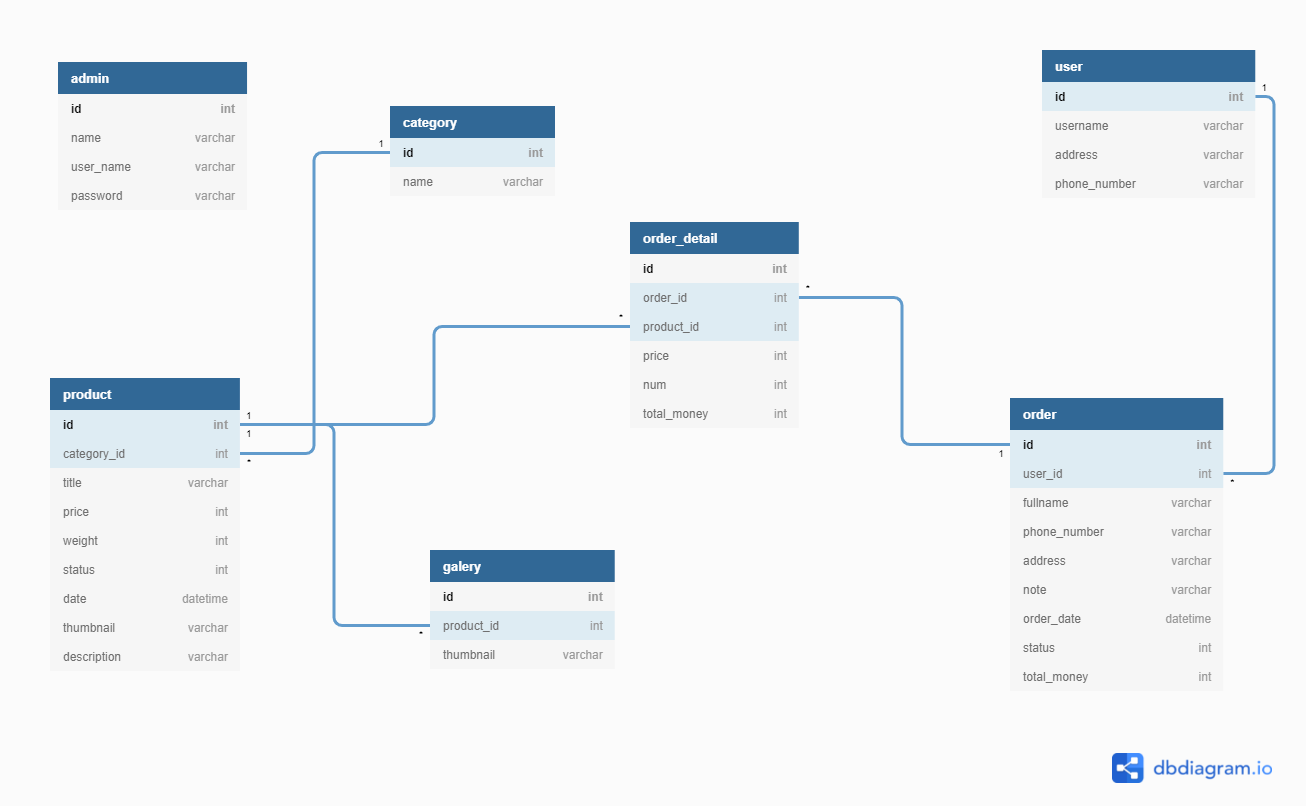 admin
id int
name varchar
user_name varchar
password varchar
category
1
id int
name varchar
user
1
id int
username varchar
address varchar
phone_number varchar
order_detail
id int
order_id int
*
product_id int
*
price int
num int
total_money int
product
id int
1
1
category_id int
*
title varchar
price int
weight int
status int
date datetime
thumbnail varchar
description varchar
galery
id int
product_id int
*
thumbnail varchar
order
id int
1
user_id int
*
fullname varchar
phone_number varchar
address varchar
note varchar
order_date datetime
status int
total_money int
dbdiagram.io